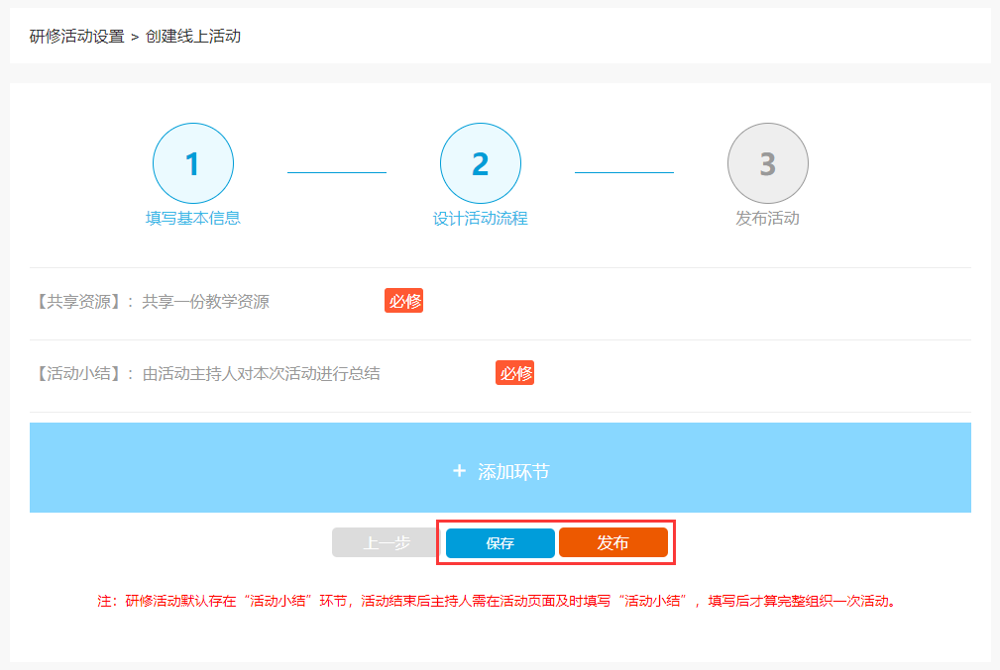 研修活动设置 > 创建线上活动
1
2
3
填写基本信息
设计活动流程
发布活动
【共享资源】：共享一份教学资源 必修
【活动小结】：由活动主持人对本次活动进行总结 必修
+ 添加环节
上一步 保存 发布
注：研修活动默认存在“活动小结”环节，活动结束后主持人需在活动页面及时填写“活动小结”，填写后才算完整组织一次活动。